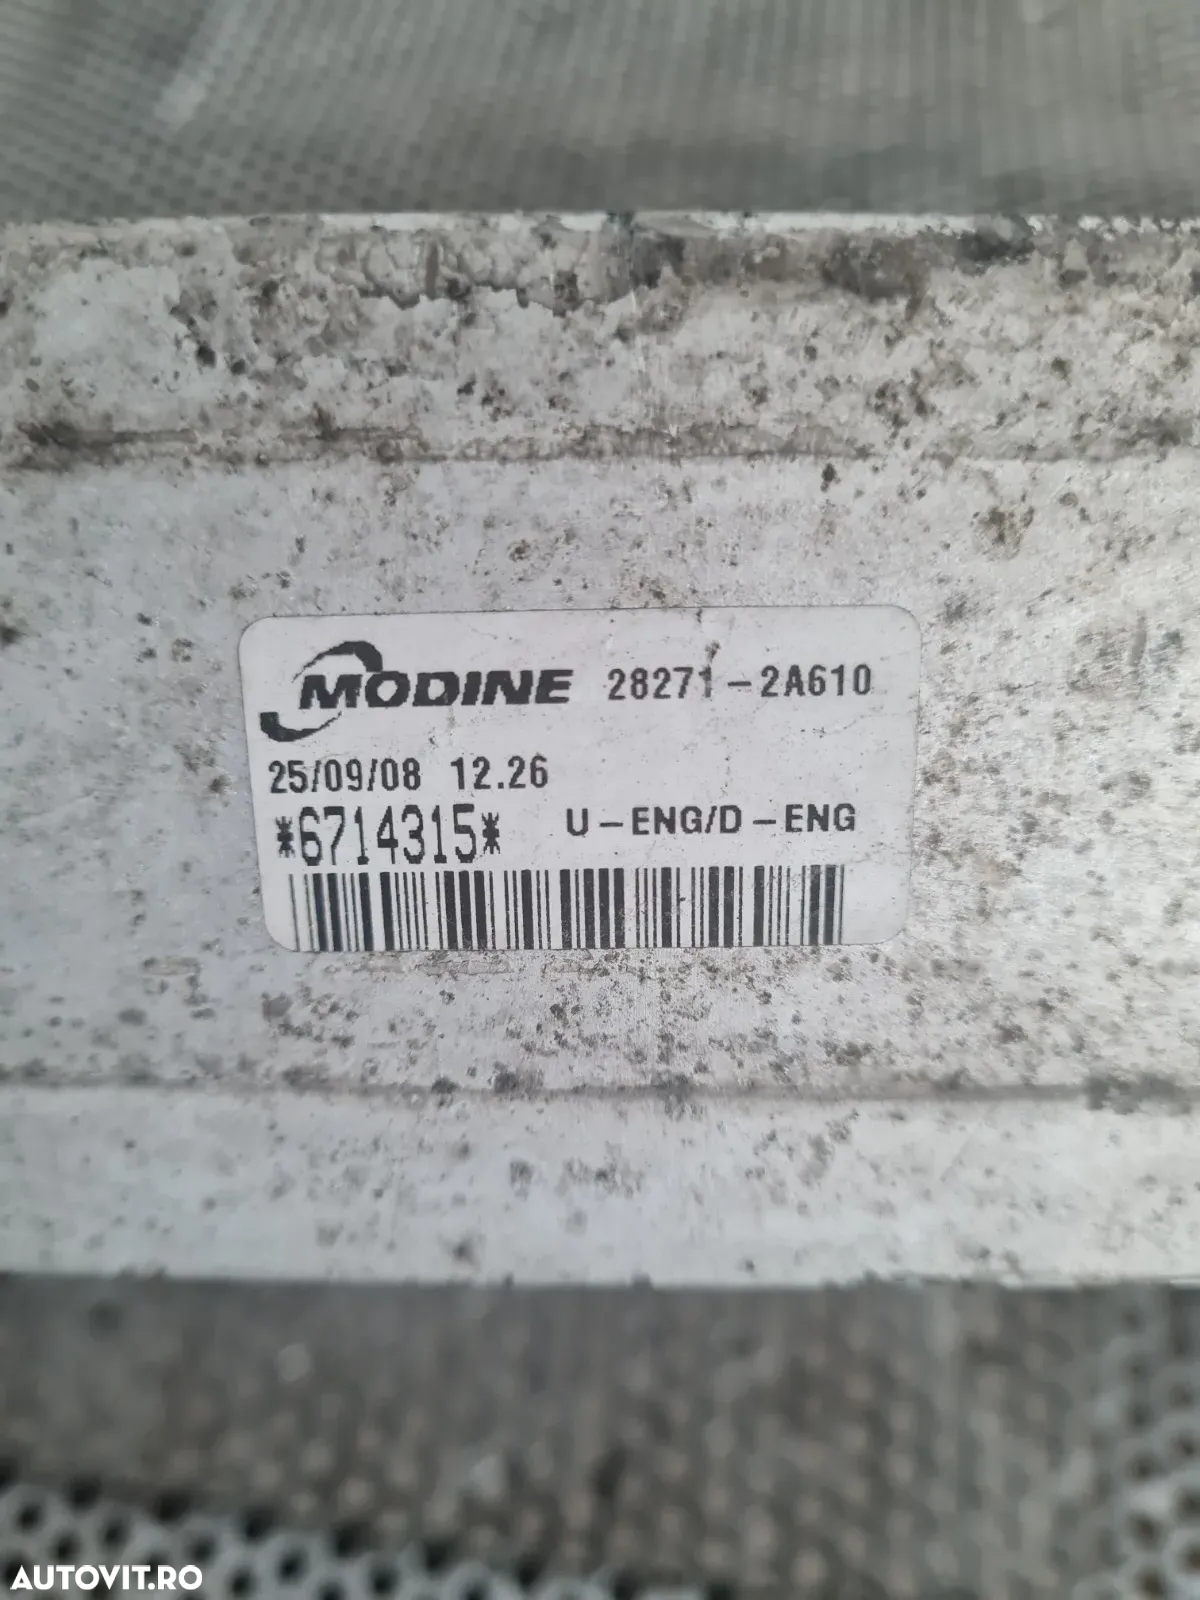 MODINE 28271-2A610
25/09/08 12.26
*6714315* U-ENG/D-ENG
AUTOVIT.RO